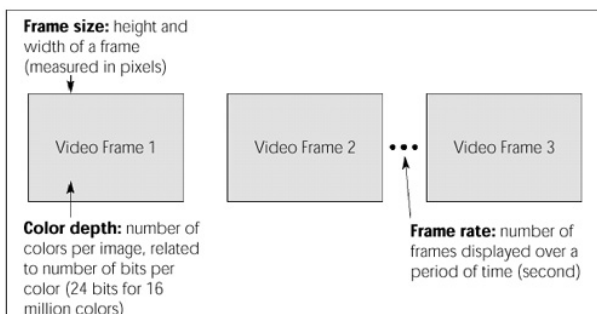 Frame size: height and
width of a frame
(measured in pixels)
Video Frame 1
Video Frame 2
•••
Video Frame 3
Color depth: number of
colors per image, related
to number of bits per
color (24 bits for 16
million colors)
Frame rate: number of
frames displayed over a
period of time (second)